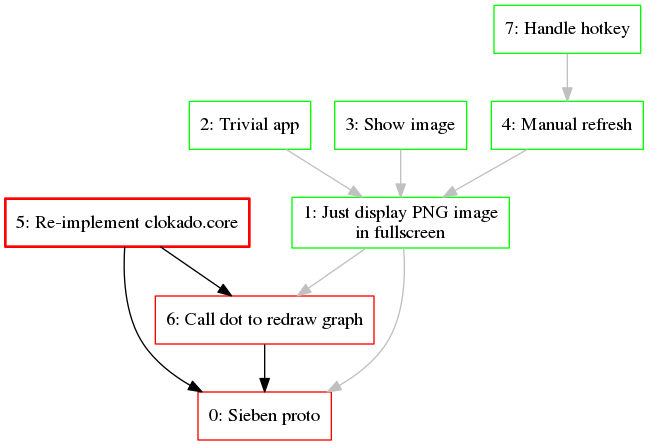 7: Handle hotkey
2: Trivial app
3: Show image
4: Manual refresh
5: Re-implement clokado.core
1: Just display PNG image
in fullscreen
6: Call dot to redraw graph
0: Sieben proto